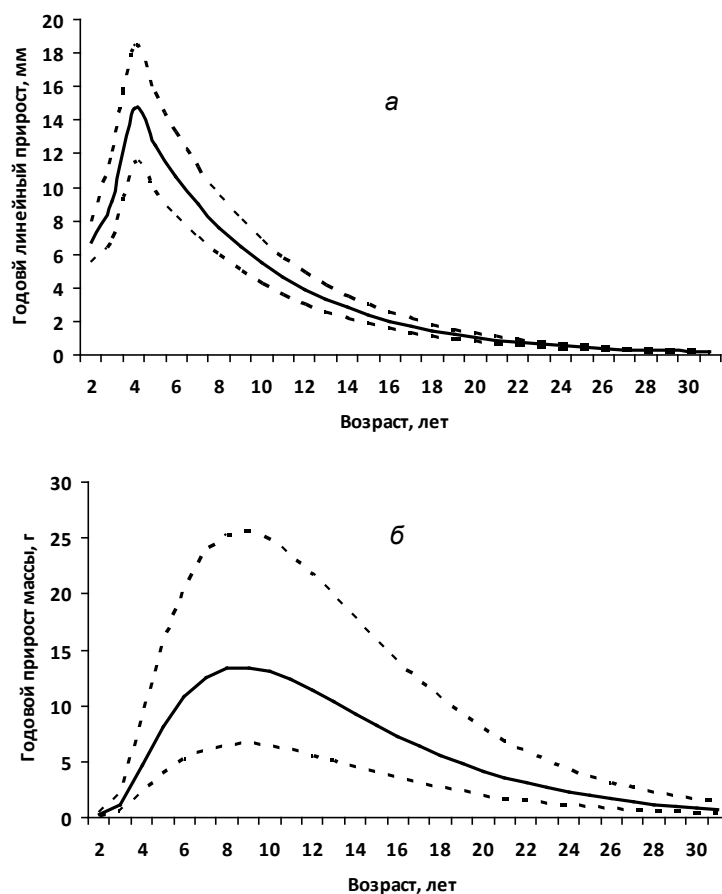 Годовй линейный прирост, мм
20
18
16
14
12
10
8
6
4
2
0
а
2 4 6 8 10 12 14 16 18 20 22 24 26 28 30
Возраст, лет
Годовой прирост массы, г
30
25
20
15
10
5
0
б
2 4 6 8 10 12 14 16 18 20 22 24 26 28 30
Возраст, лет